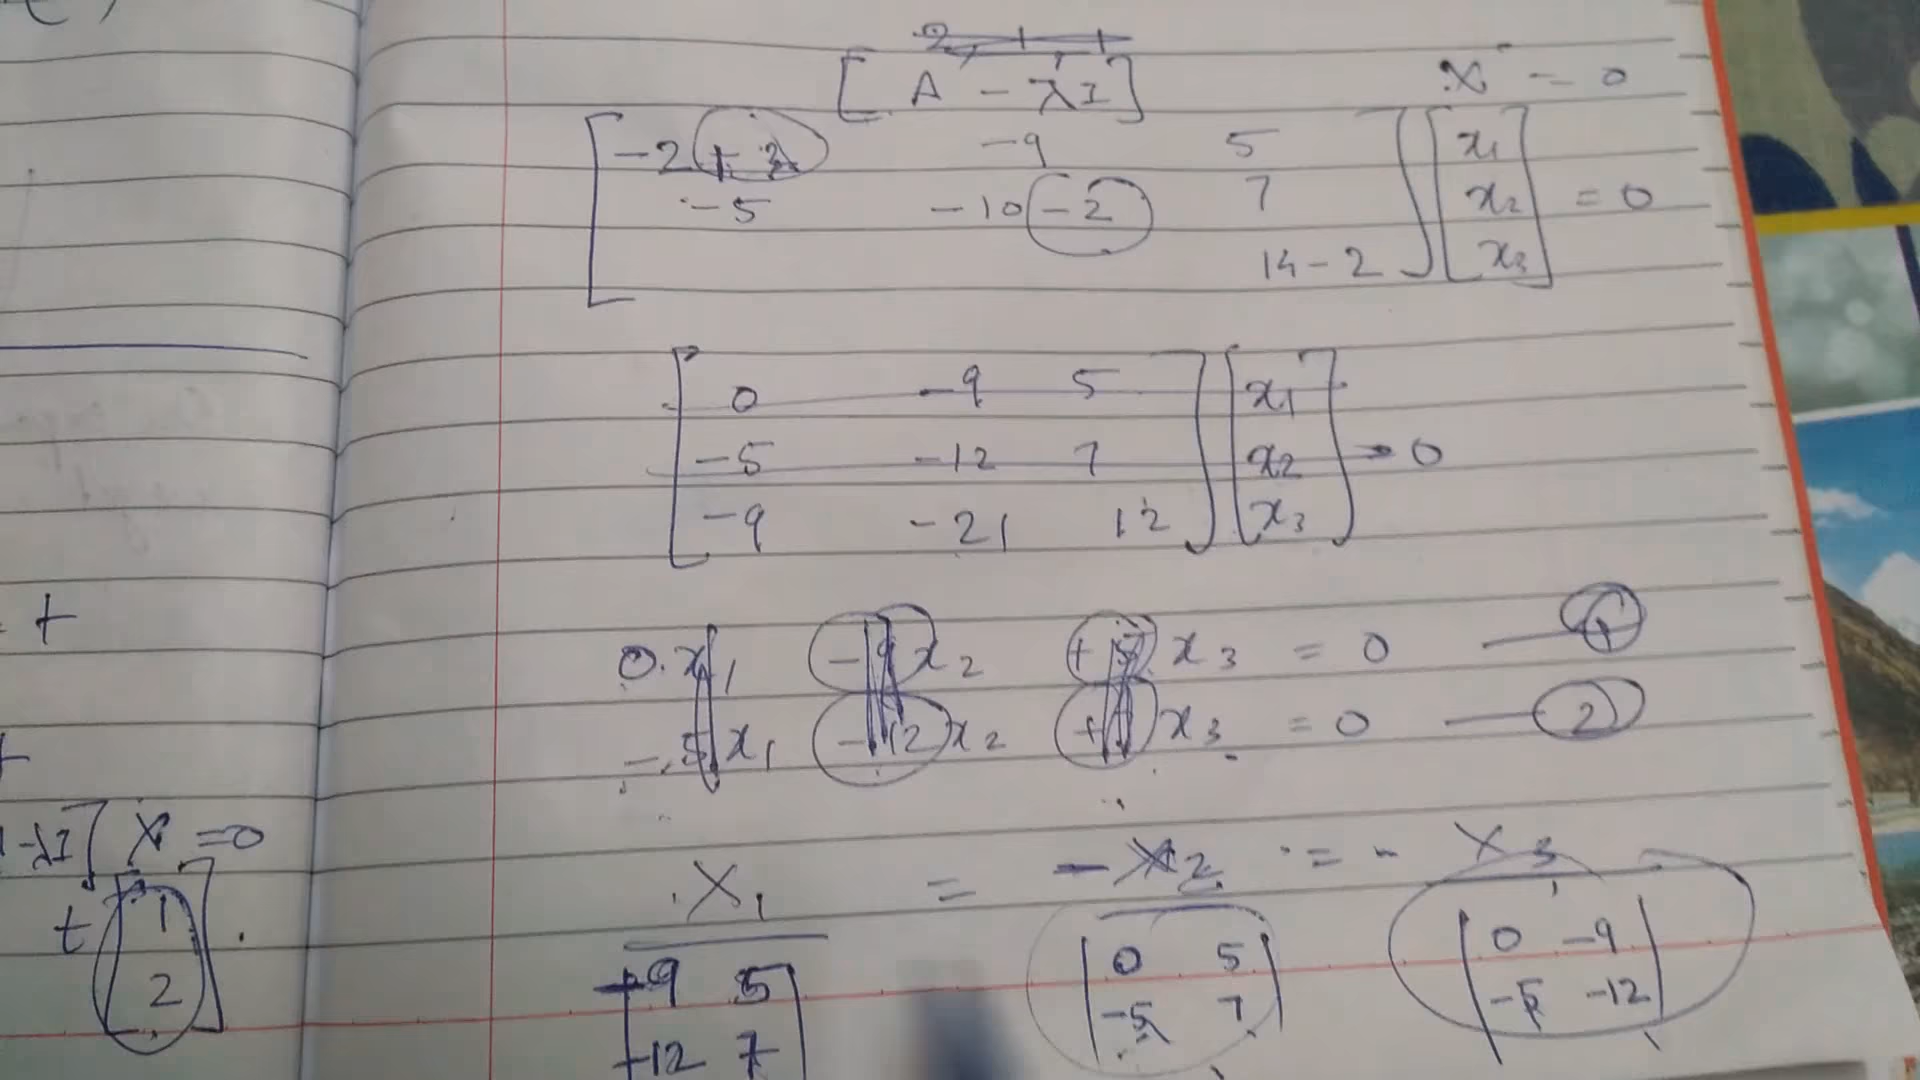 [A - λI] X = 0
-2+2 -9 5 x1
-5 -10-2 7 x2 = 0
14-2 x3
0 -9 5 x1
-5 -12 7 x2 = 0
-9 -21 12 x3
0.x1 -9x2 +5x3 = 0 — 1
-5x1 -12x2 +7x3 = 0 — 2
-λI] X = 0
t [1
2]
X1 = -X2 = X3
-9 5 0 5 0 -9
-12 7 -5 7 -5 -12